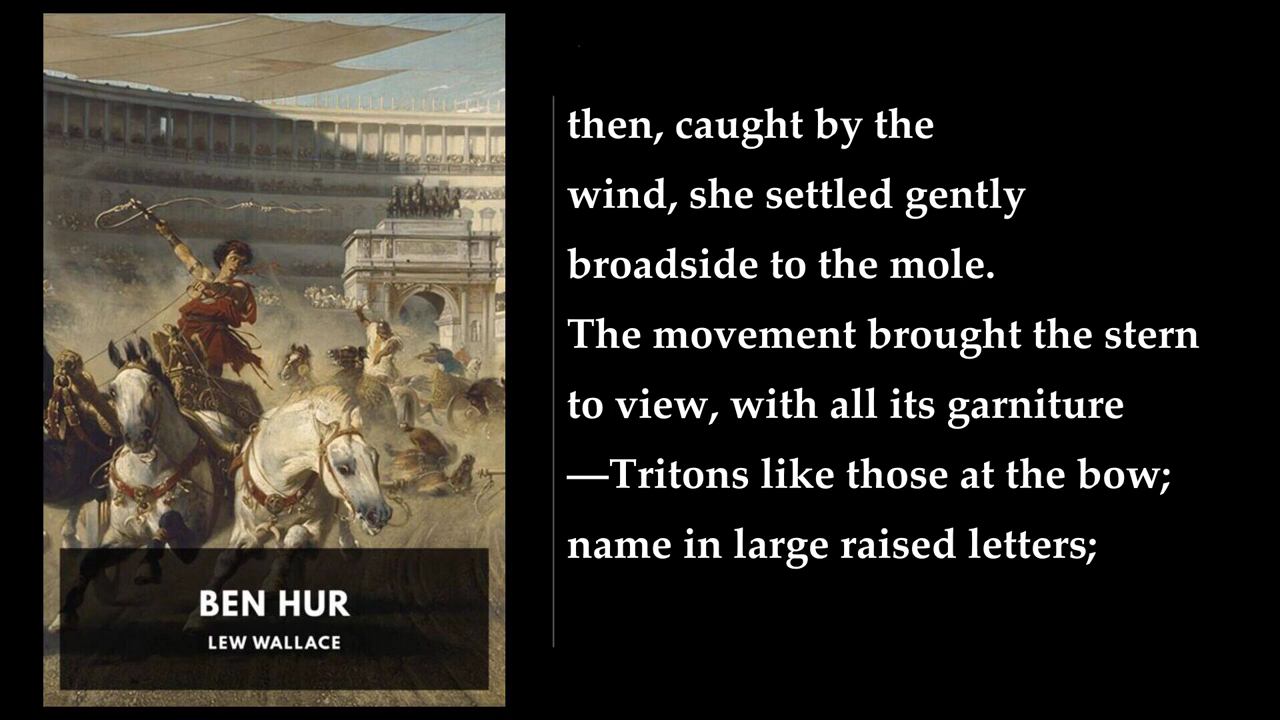 BEN HUR
LEW WALLACE
then, caught by the
wind, she settled gently
broadside to the mole.
The movement brought the stern
to view, with all its garniture
—Tritons like those at the bow;
name in large raised letters;